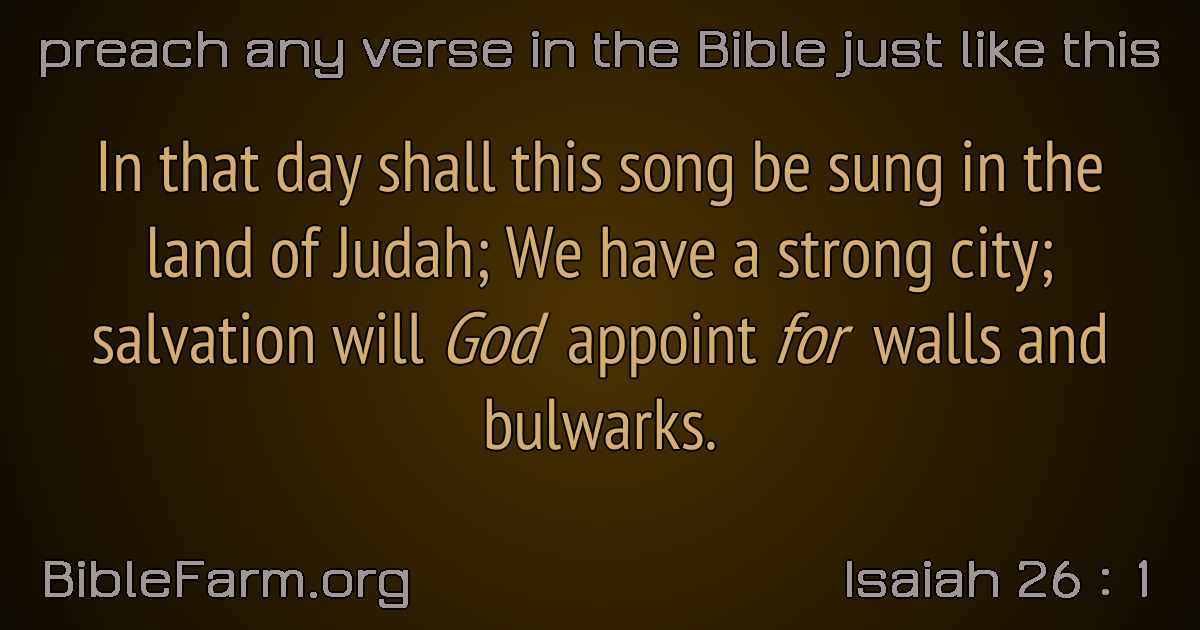 preach any verse in the Bible just like this
In that day shall this song be sung in the
land of Judah; We have a strong city;
salvation will God appoint for walls and
bulwarks.
BibleFarm.org
Isaiah 26 : 1